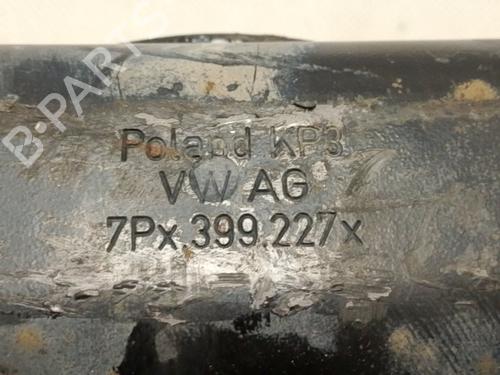 B-PARTS
Poland KP3
VW AG
7Px.399.227x